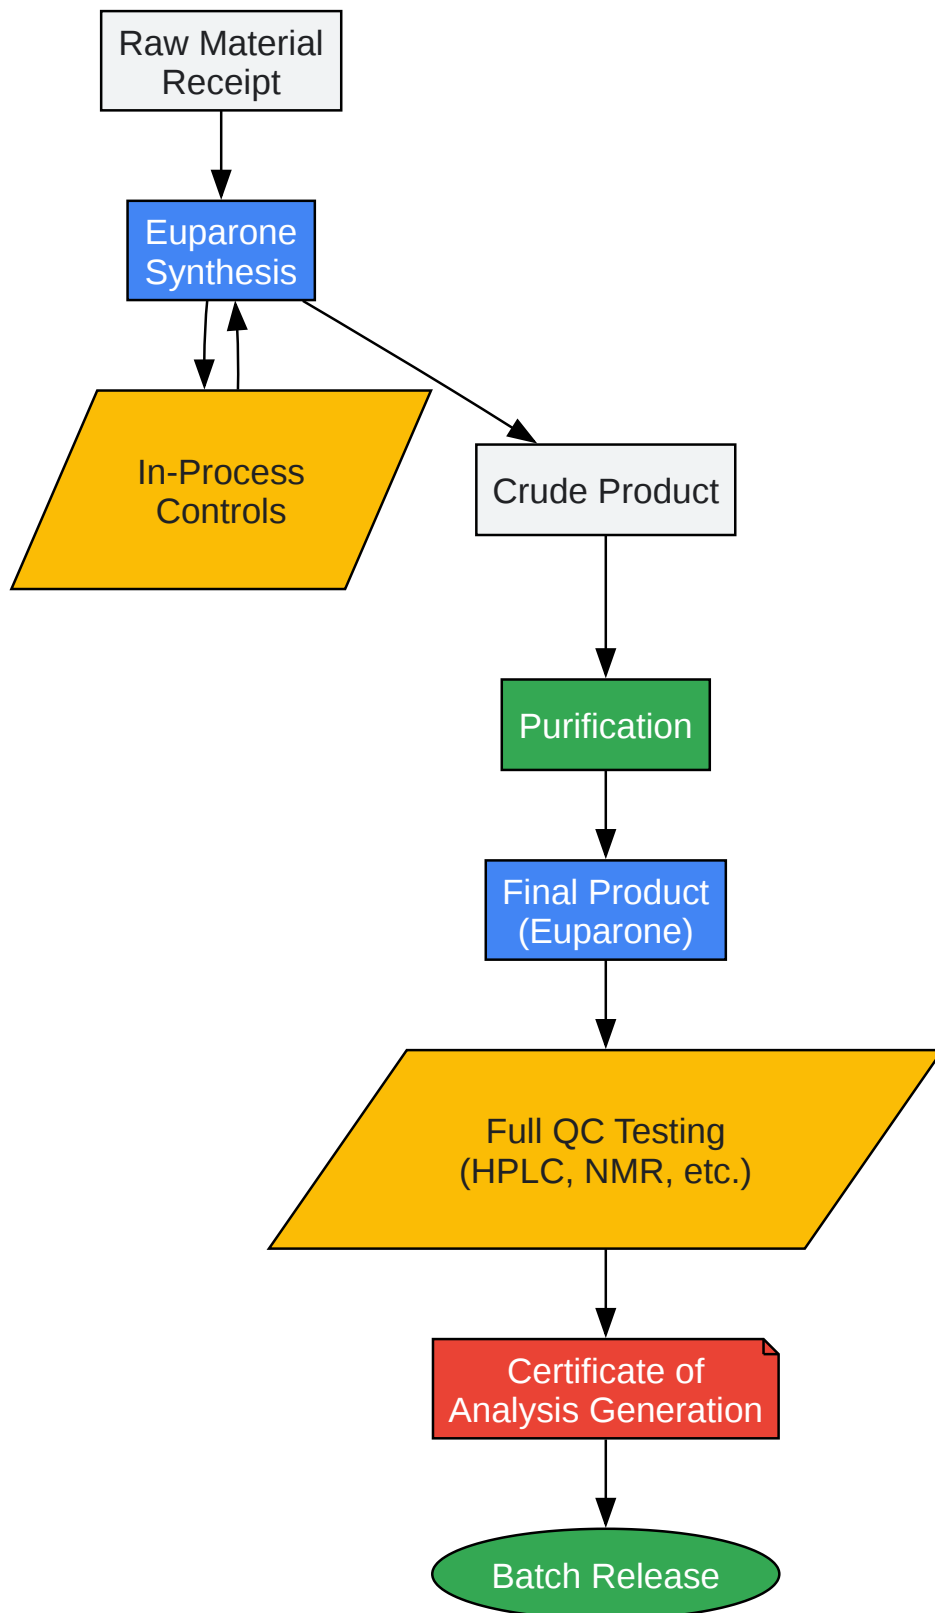 Raw Material
Receipt
Euparone
Synthesis
In-Process
Controls
Crude Product
Purification
Final Product
(Euparone)
Full QC Testing
(HPLC, NMR, etc.)
Certificate of
Analysis Generation
Batch Release